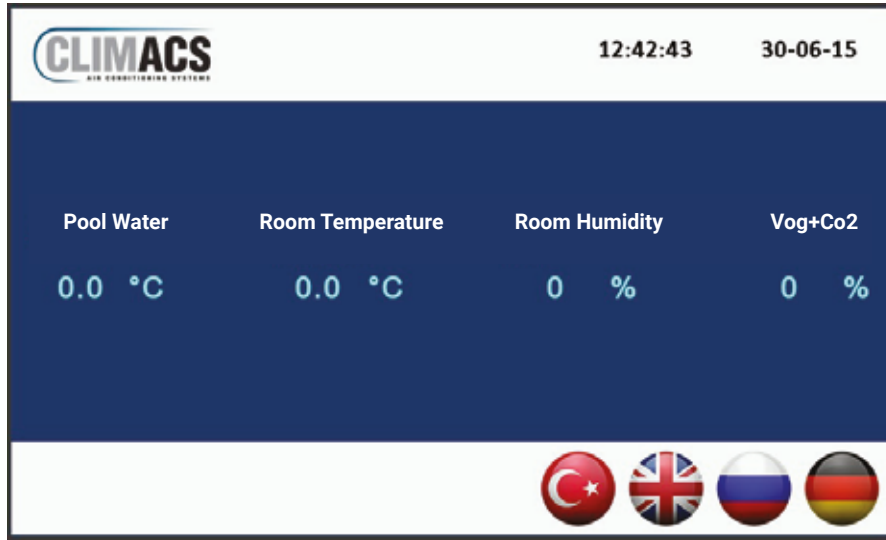 CLIMACS
AIR CONDITIONING SYSTEMS
12:42:43 30-06-15
Pool Water Room Temperature Room Humidity Vog+Co2
0.0 °C 0.0 °C 0 % 0 %